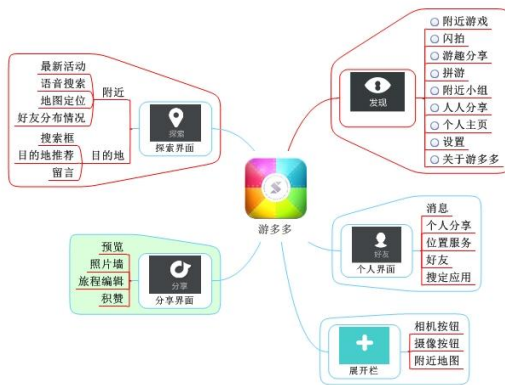 最新活动
语音搜索
地图定位
好友分布情况
附近
搜索框
目的地推荐
留言
目的地
探索
探索界面
发现
附近游戏
闪拍
游趣分享
拼游
附近小组
人人分享
个人主页
设置
关于游多多
游多多
预览
照片墙
旅程编辑
积赞
分享
分享界面
好友
个人界面
消息
个人分享
位置服务
好友
搜定应用
展开栏
相机按钮
摄像按钮
附近地图